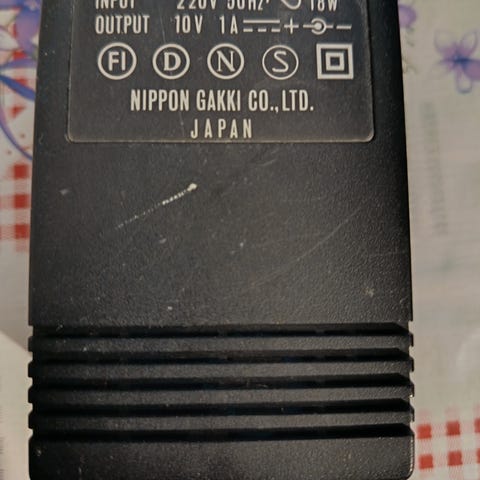 INPUT 220V 50Hz 18W
OUTPUT 10V 1A + -
FI D N S
NIPPON GAKKI CO., LTD.
JAPAN